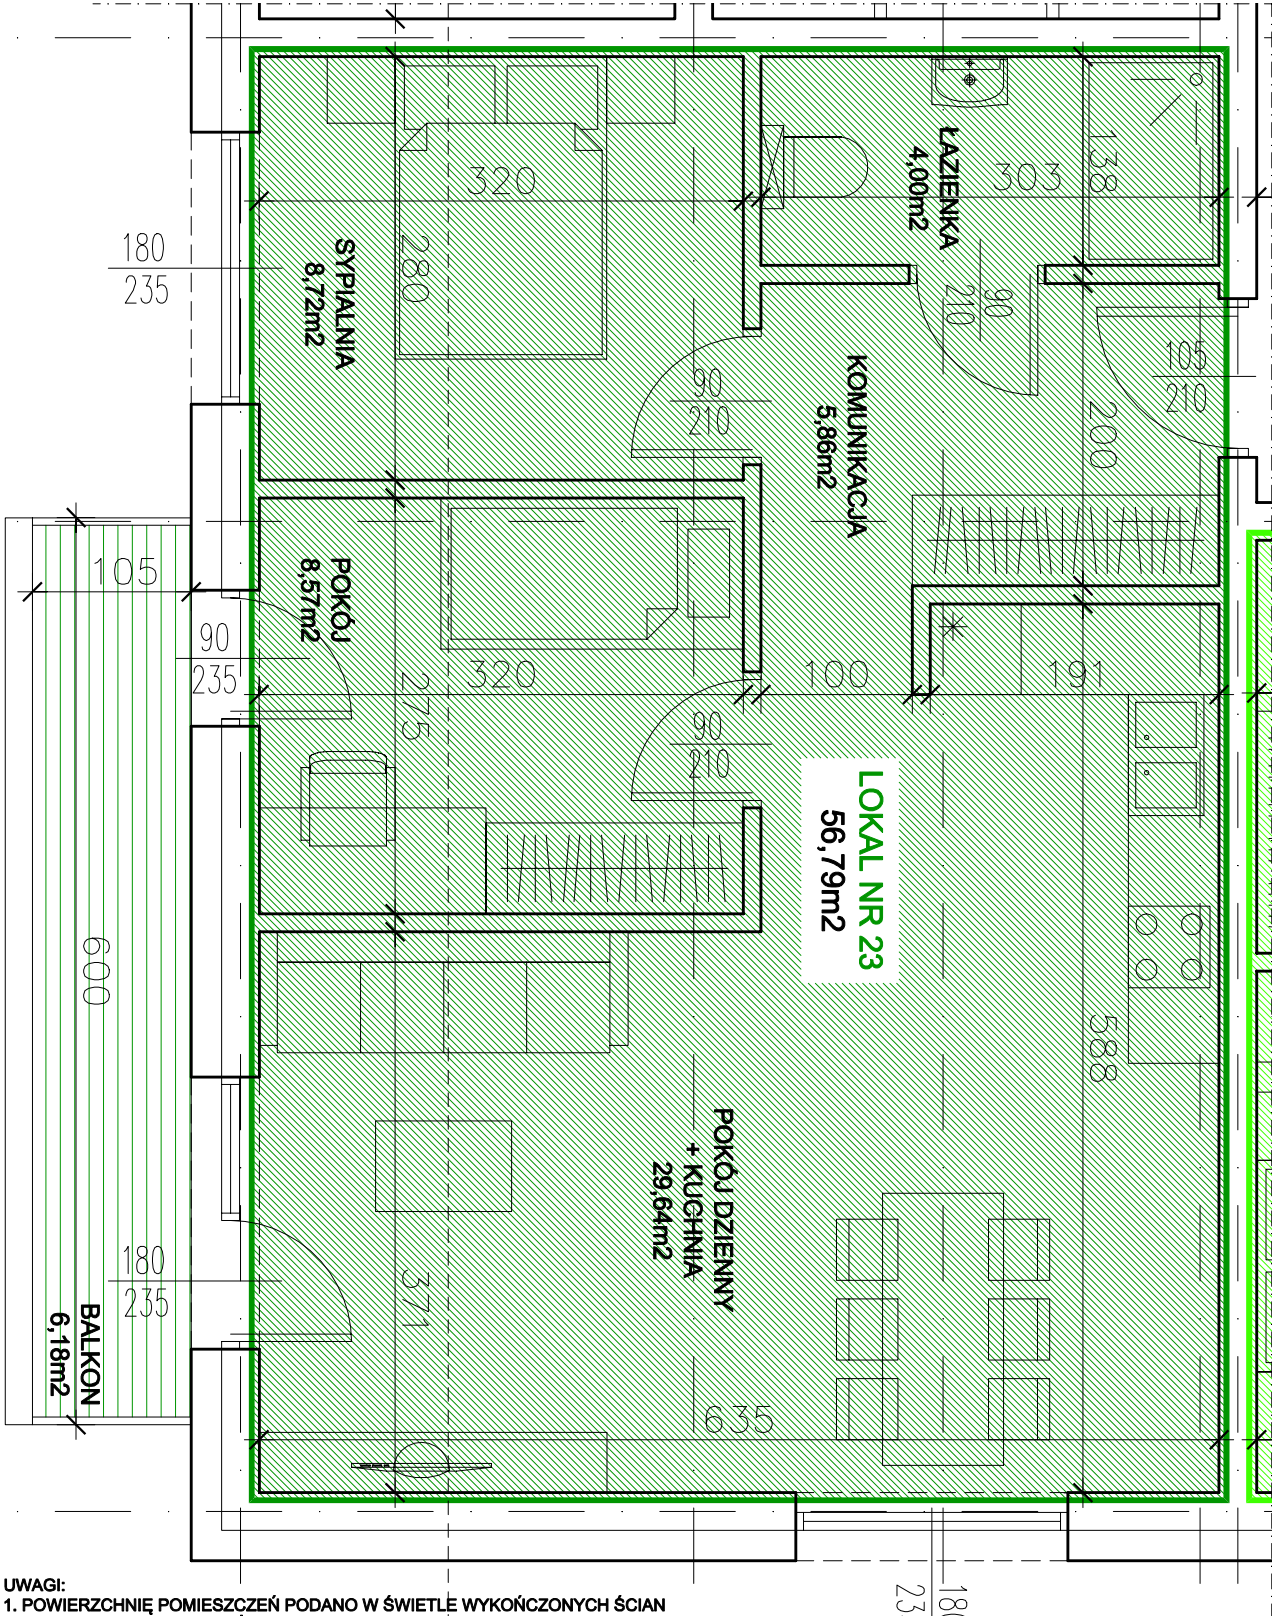 ŁAZIENKA
4,00m2
303
138
320
280
180
235
SYPIALNIA
8,72m2
90
210
105
210
90
210
KOMUNIKACJA
5,86m2
200
105
POKÓJ
8,57m2
90
235
320
275
100
191
90
210
LOKAL NR 23
56,79m2
600
588
POKÓJ DZIENNY
+ KUCHNIA
29,64m2
180
235
371
BALKON
6,18m2
635
UWAGI:
1. POWIERZCHNIĘ POMIESZCZEŃ PODANO W ŚWIETLE WYKOŃCZONYCH ŚCIAN